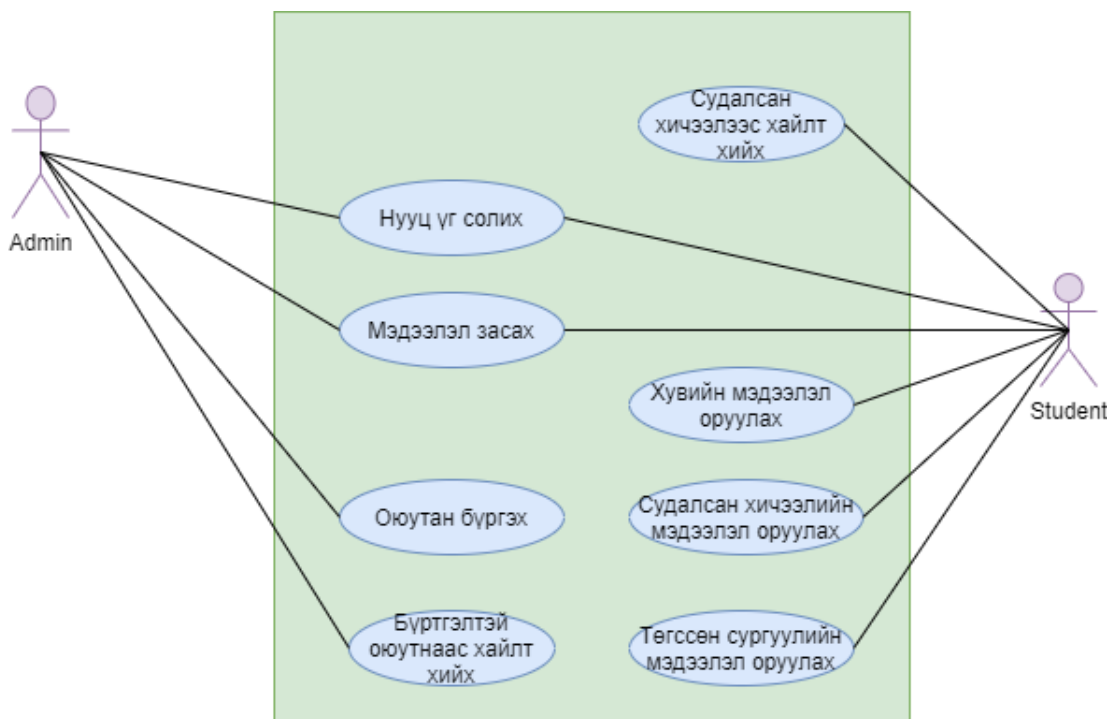 Судалсан
хичээлээс хайлт
хийх
Нууц үг солих
Admin
Мэдээлэл засах
Хувийн мэдээлэл
оруулах
Student
Оюутан бүргэх
Судалсан хичээлийн
мэдээлэл оруулах
Бүртгэлтэй
оюутнаас хайлт
хийх
Төгссөн сургуулийн
мэдээлэл оруулах